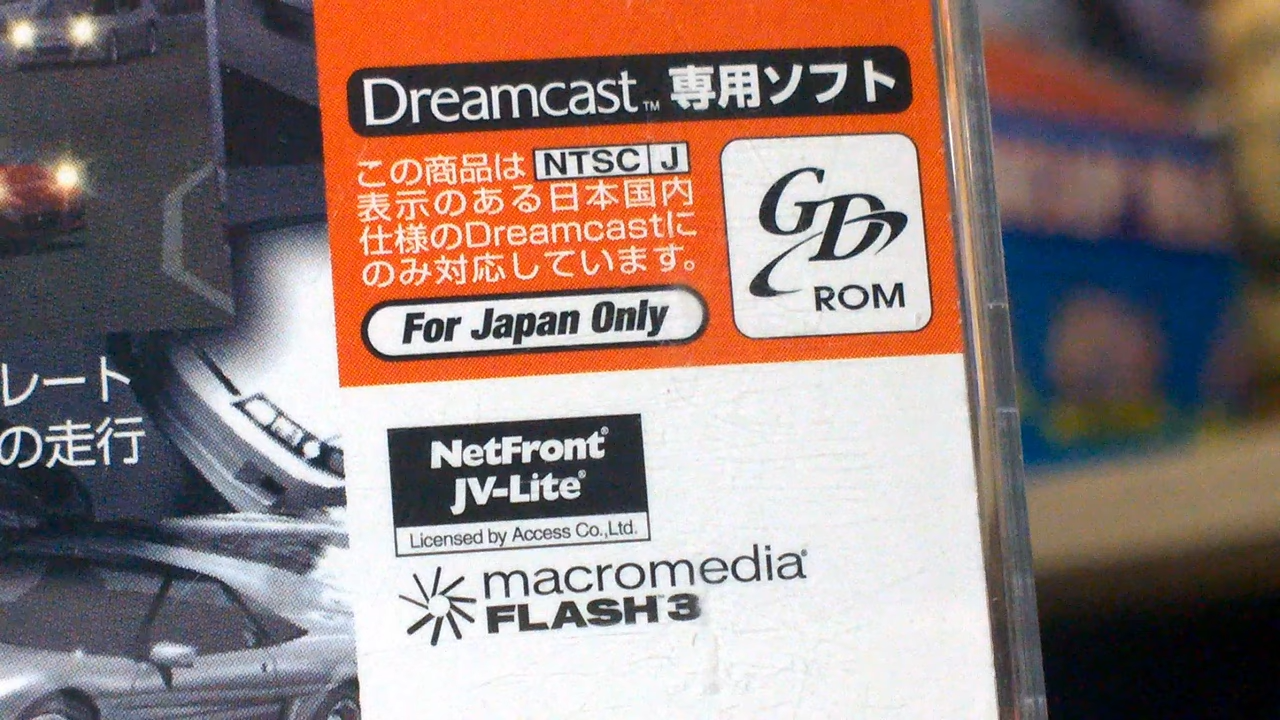 Dreamcast™ 専用ソフト
この商品は NTSC J
表示のある日本国内
仕様のDreamcastに
のみ対応しています。
For Japan Only
GD
ROM
レート
の走行
NetFront®
JV-Lite®
Licensed by Access Co.,Ltd.
macromedia®
FLASH™3